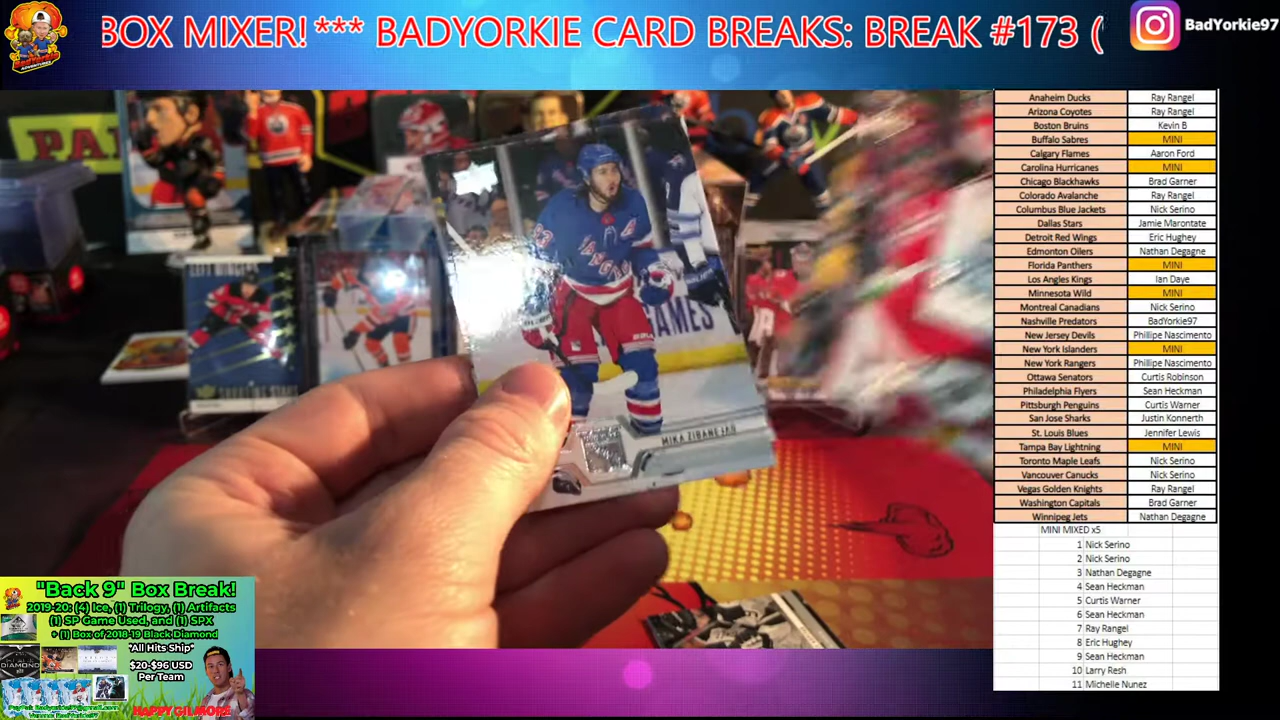 BOX MIXER! *** BADYORKIE CARD BREAKS: BREAK #173 (
BadYorkie97
MIKA ZIBANEJAD
GAMES
Anaheim Ducks Ray Rangel
Arizona Coyotes Ray Rangel
Boston Bruins Kevin B
Buffalo Sabres MINI
Calgary Flames Aaron Ford
Carolina Hurricanes MINI
Chicago Blackhawks Brad Garner
Colorado Avalanche Ray Rangel
Columbus Blue Jackets Nick Serino
Dallas Stars Jamie Marontate
Detroit Red Wings Eric Hughey
Edmonton Oilers Nathan Degagne
Florida Panthers MINI
Los Angles Kings Ian Daye
Minnesota Wild MINI
Montreal Canadians Nick Serino
Nashville Predators BadYorkie97
New Jersey Devils Phillipe Nascimento
New York Islanders MINI
New York Rangers Phillipe Nascimento
Ottawa Senators Curtis Robinson
Philadelphia Flyers Sean Heckman
Pittsburgh Penguins Curtis Warner
San Jose Sharks Justin Konnerth
St. Louis Blues Jennifer Lewis
Tampa Bay Lightning MINI
Toronto Maple Leafs Nick Serino
Vancouver Canucks Nick Serino
Vegas Golden Knights Ray Rangel
Washington Capitals Brad Garner
Winnipeg Jets Nathan Degagne
MINI MIXED x5
1 Nick Serino
2 Nick Serino
3 Nathan Degagne
4 Sean Heckman
5 Curtis Warner
6 Sean Heckman
7 Ray Rangel
8 Eric Hughey
9 Sean Heckman
10 Larry Resh
11 Michelle Nunez
"Back 9" Box Break!
2019-20: (4) Ice, (1) Trilogy, (1) Artifacts
(1) SP Game Used, and (1) SPX
+ (1) Box of 2018-19 Black Diamond
*All Hits Ship*
$20-$96 USD
Per Team
DIAMOND
HAPPY GILMORE